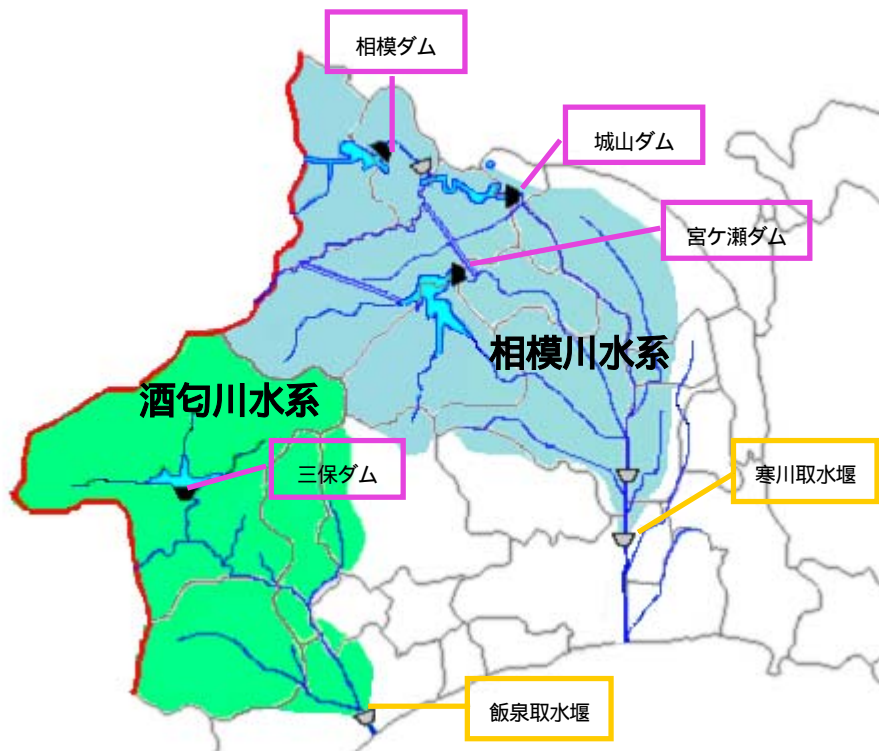 相模ダム
城山ダム
宮ケ瀬ダム
相模川水系
酒匂川水系
三保ダム
寒川取水堰
飯泉取水堰